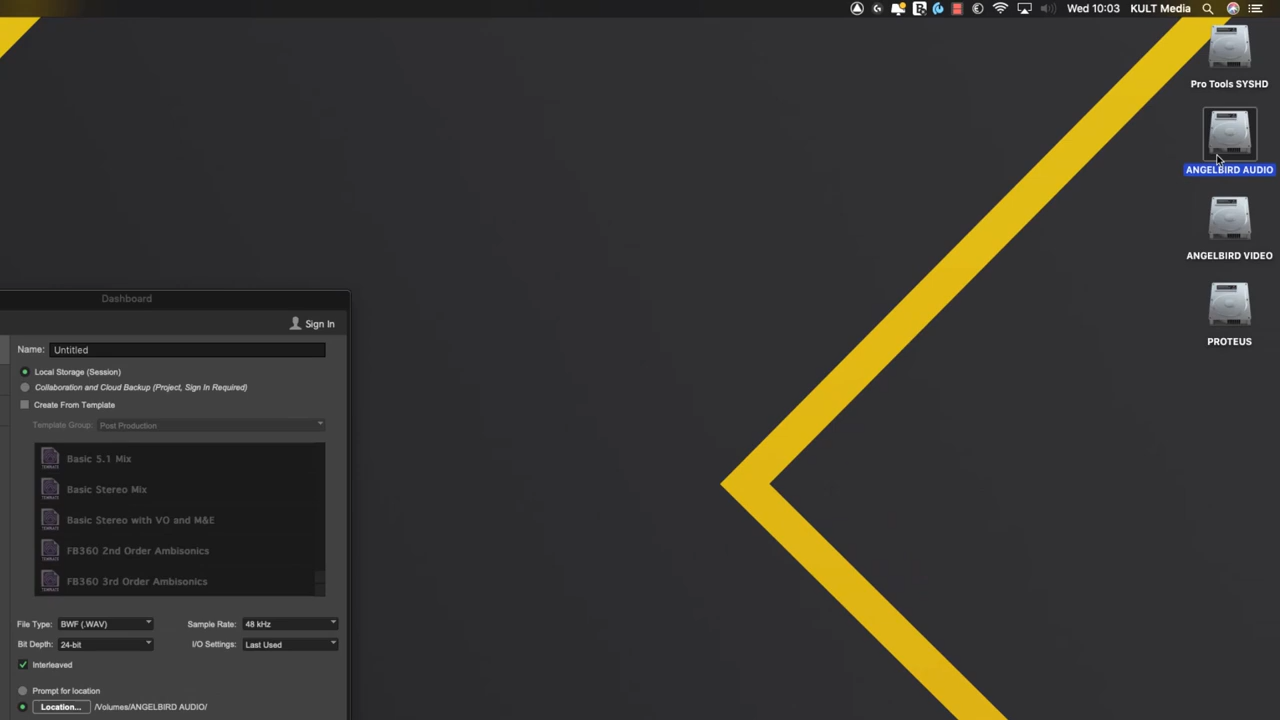 Wed 10:03 KULT Media
Pro Tools SYSHD
ANGELBIRD AUDIO
ANGELBIRD VIDEO
PROTEUS
Dashboard
Sign In
Name: Untitled
Local Storage (Session)
Collaboration and Cloud Backup (Project, Sign In Required)
Create From Template
Template Group: Post Production
Basic 5.1 Mix
Basic Stereo Mix
Basic Stereo with VO and M&E
FB360 2nd Order Ambisonics
FB360 3rd Order Ambisonics
File Type: BWF (.WAV) Sample Rate: 48 kHz
Bit Depth: 24-bit I/O Settings: Last Used
Interleaved
Prompt for location
Location... /Volumes/ANGELBIRD AUDIO/